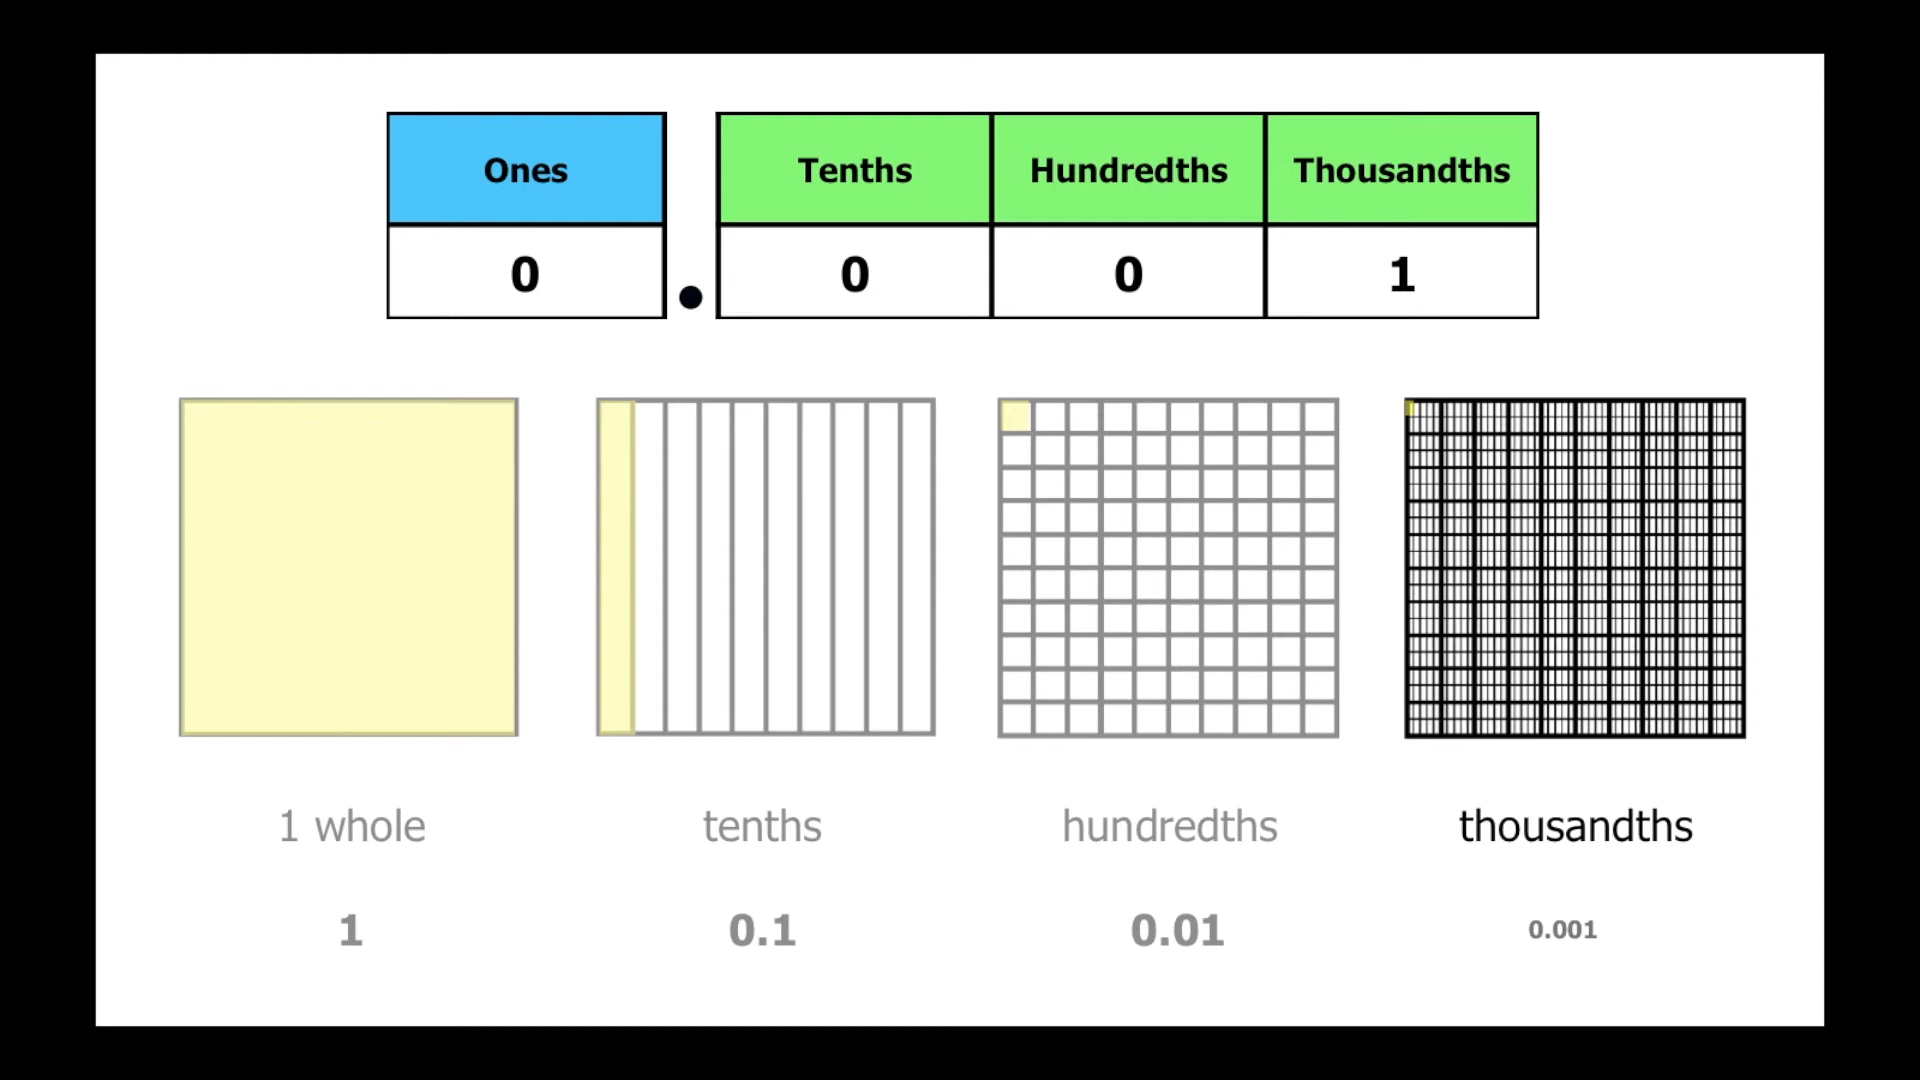 Ones Tenths Hundredths Thousandths
0 . 0 0 1
1 whole tenths hundredths thousandths
1 0.1 0.01 0.001